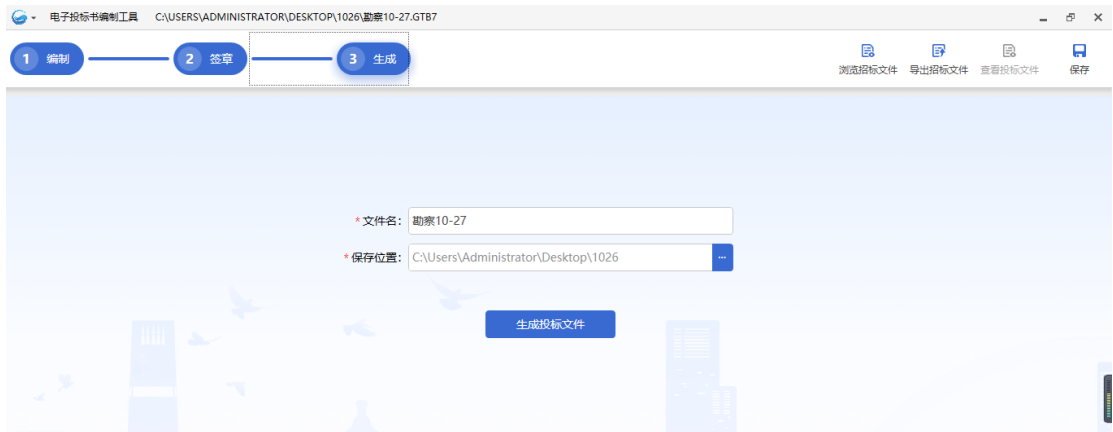 电子投标书编制工具 C:\USERS\ADMINISTRATOR\DESKTOP\1026\勘察10-27.GTB7
1 编制 2 签章 3 生成
浏览招标文件 导出招标文件 查看投标文件 保存
*文件名： 勘察10-27
*保存位置： C:\Users\Administrator\Desktop\1026 ...
生成投标文件